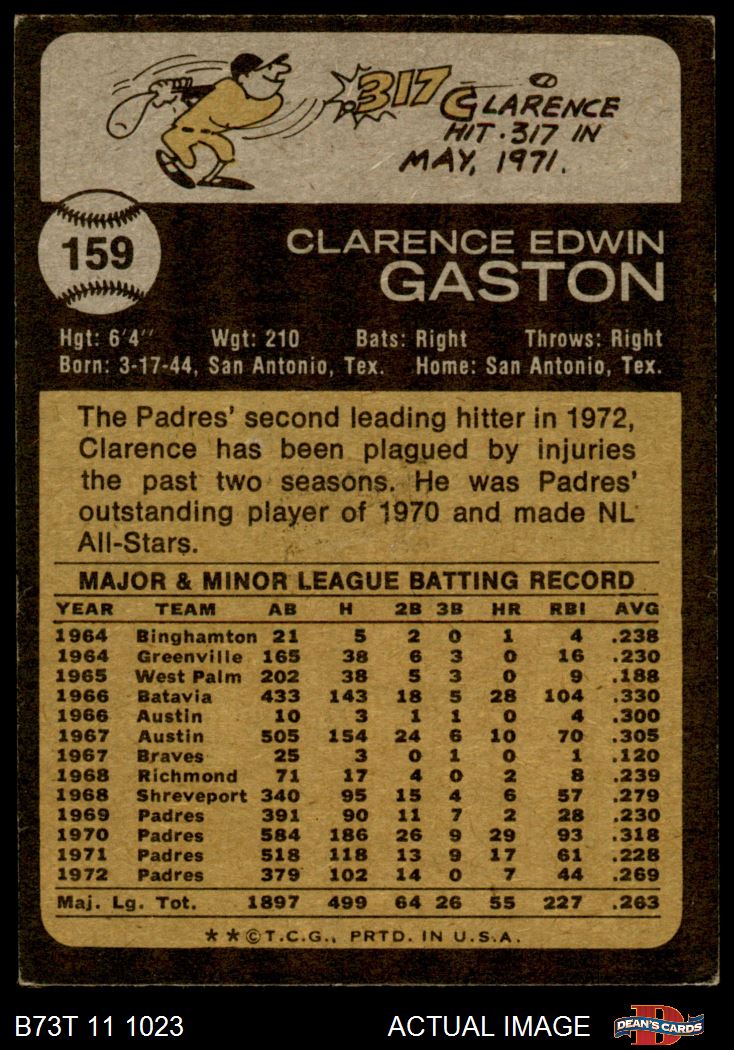 .317 CLARENCE
HIT .317 IN
MAY, 1971.
159
CLARENCE EDWIN
GASTON
Hgt: 6'4" Wgt: 210 Bats: Right Throws: Right
Born: 3-17-44, San Antonio, Tex. Home: San Antonio, Tex.
The Padres' second leading hitter in 1972,
Clarence has been plagued by injuries
the past two seasons. He was Padres'
outstanding player of 1970 and made NL
All-Stars.
MAJOR & MINOR LEAGUE BATTING RECORD
YEAR TEAM AB H 2B 3B HR RBI AVG
1964 Binghamton 21 5 2 0 1 4 .238
1964 Greenville 165 38 6 3 0 16 .230
1965 West Palm 202 38 5 3 0 9 .188
1966 Batavia 433 143 18 5 28 104 .330
1966 Austin 10 3 1 1 0 4 .300
1967 Austin 505 154 24 6 10 70 .305
1967 Braves 25 3 0 1 0 1 .120
1968 Richmond 71 17 4 0 2 8 .239
1968 Shreveport 340 95 15 4 6 57 .279
1969 Padres 391 90 11 7 2 28 .230
1970 Padres 584 186 26 9 29 93 .318
1971 Padres 518 118 13 9 17 61 .228
1972 Padres 379 102 14 0 7 44 .269
Maj. Lg. Tot. 1897 499 64 26 55 227 .263
**©T.C.G., PRTD. IN U.S.A.
B73T 11 1023 ACTUAL IMAGE D DEAN'S CARDS